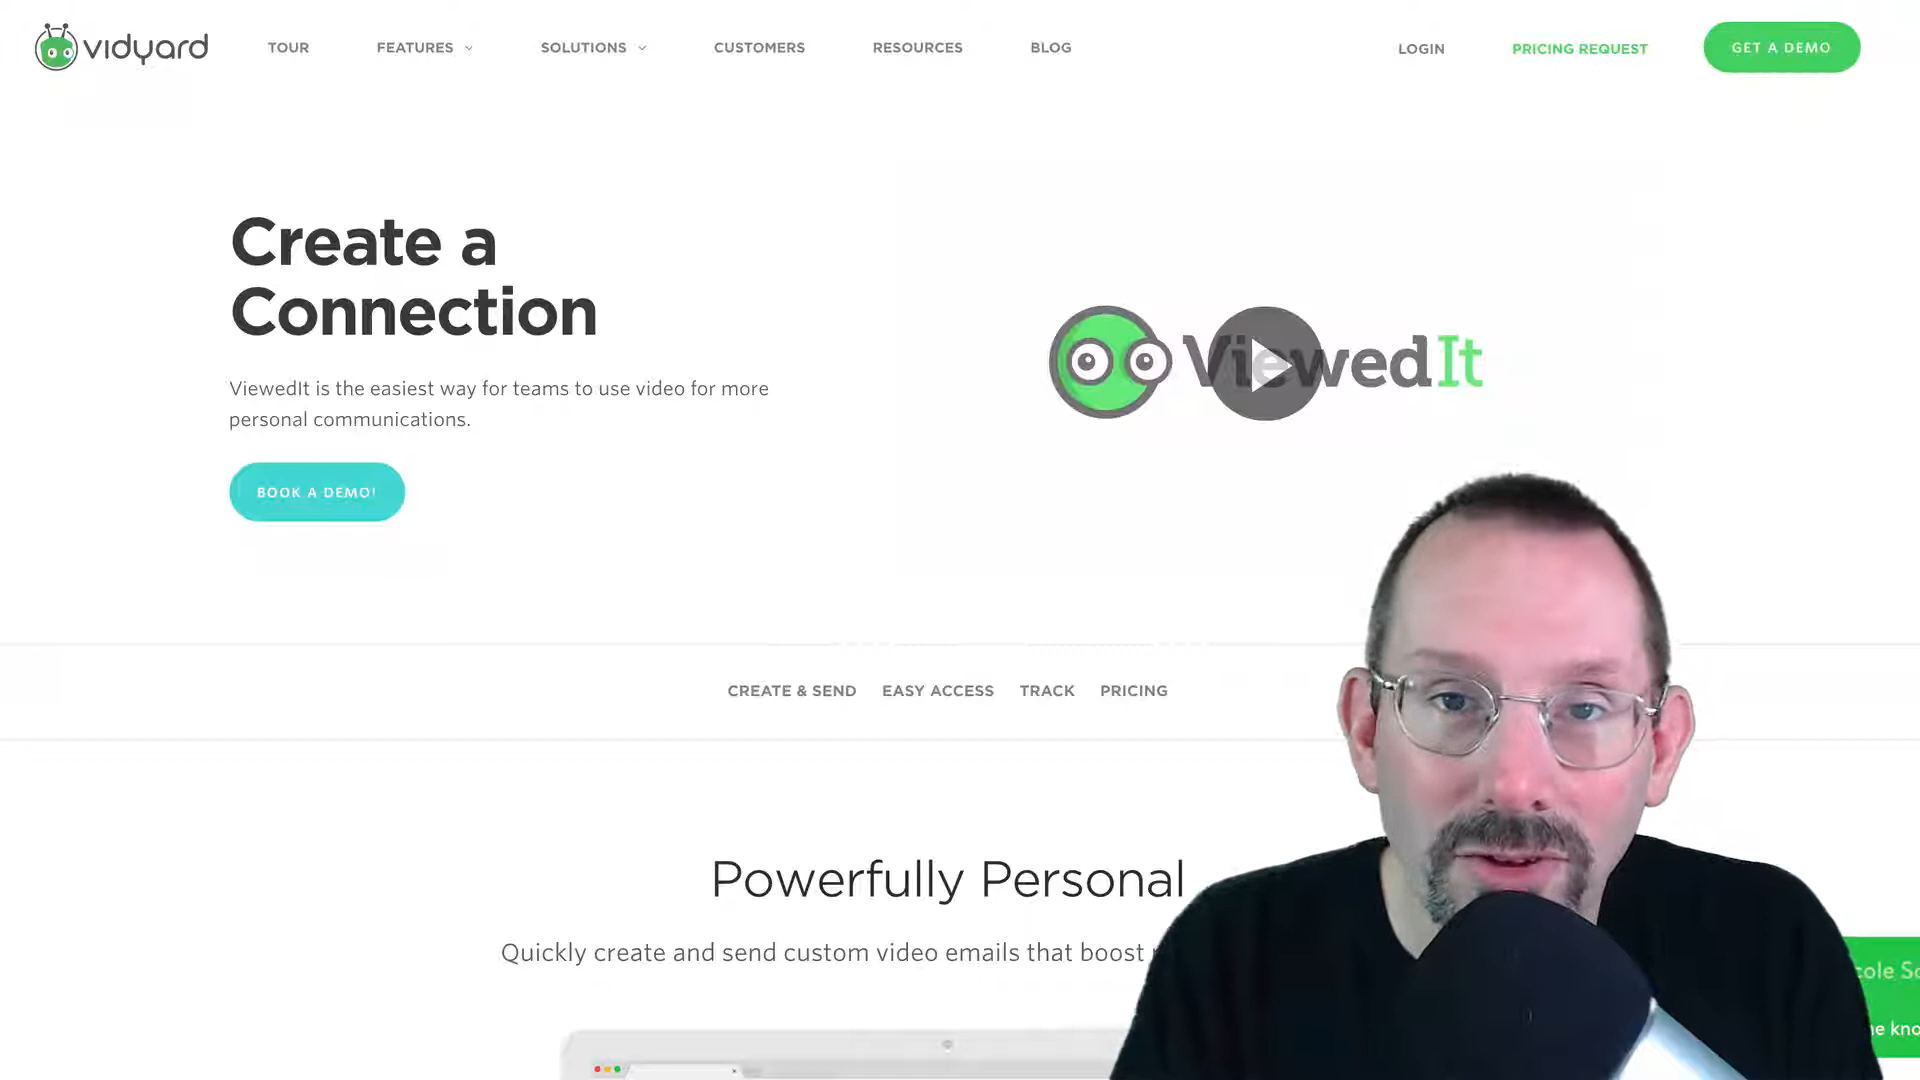 vidyard
TOUR
FEATURES
SOLUTIONS
CUSTOMERS
RESOURCES
BLOG
LOGIN
PRICING REQUEST
GET A DEMO
Create a
Connection
ViewedIt is the easiest way for teams to use video for more
personal communications.
BOOK A DEMO!
ViewedIt
CREATE & SEND
EASY ACCESS
TRACK
PRICING
Powerfully Personal
Quickly create and send custom video emails that boost